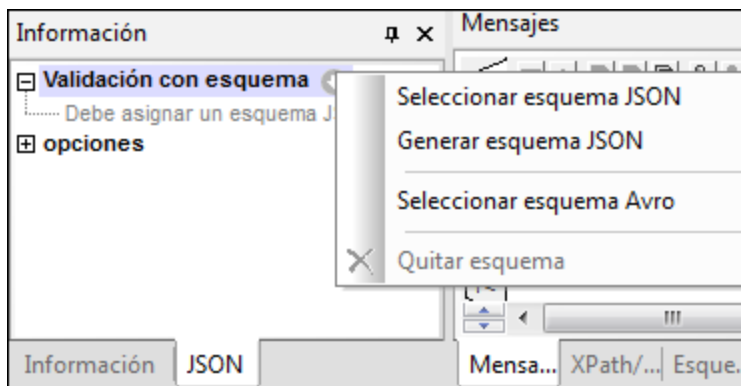 Información
Mensajes
Validación con esquema
Debe asignar un esquema
opciones
Seleccionar esquema JSON
Generar esquema JSON
Seleccionar esquema Avro
Quitar esquema
Información
JSON
Mensa...
XPath/...
Esque.